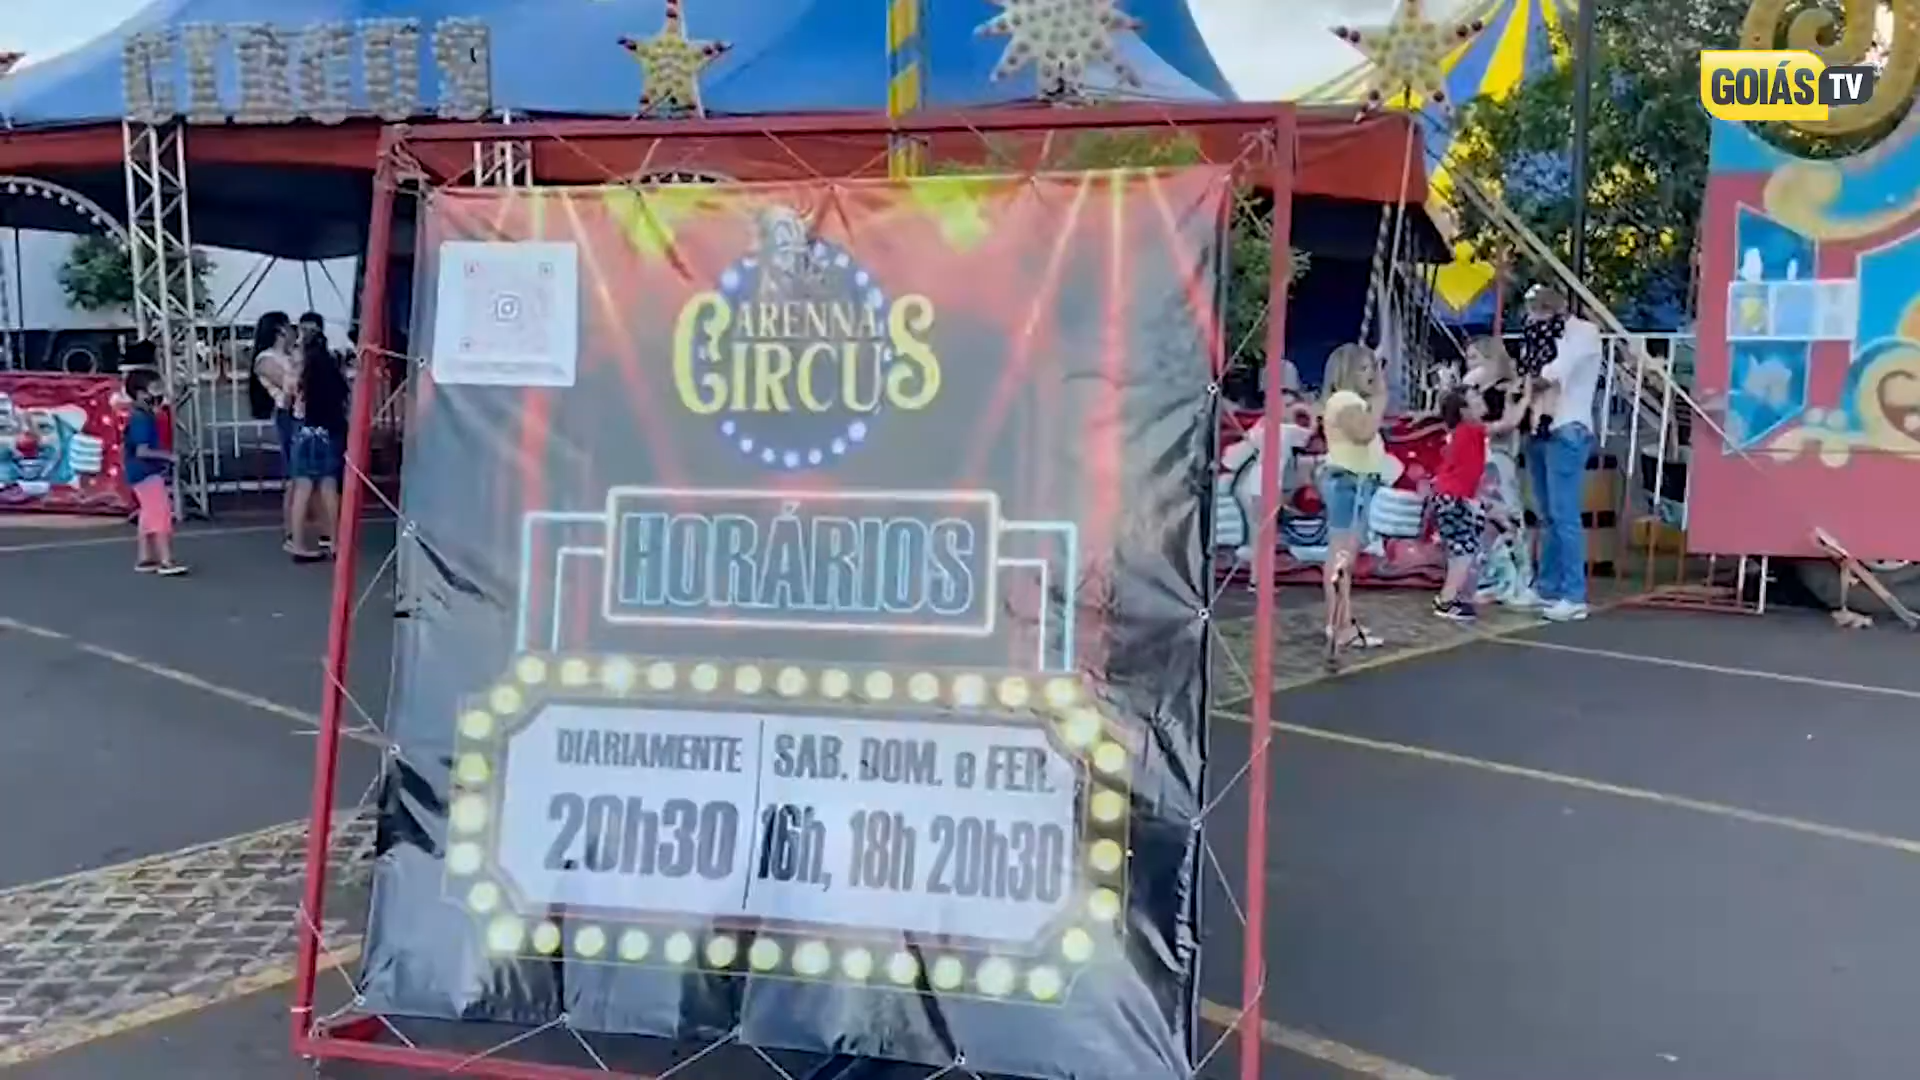 CIRCUS
GOIÁS TV
ARENNA
CIRCUS
HORÁRIOS
DIARIAMENTE
20h30
SAB. DOM. e FER.
16h, 18h 20h30